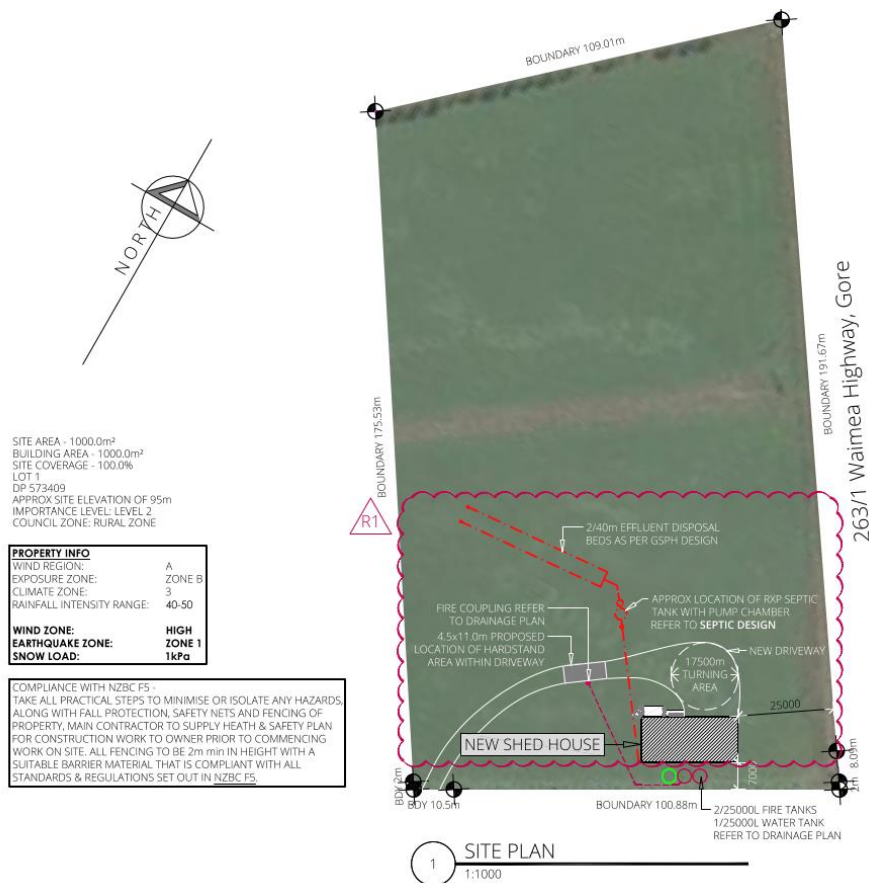 BOUNDARY 109.01m
NORTH
BOUNDARY 175.53m
BOUNDARY 191.67m
263/1 Waimea Highway, Gore
SITE AREA - 1000.0m²
BUILDING AREA - 1000.0m²
SITE COVERAGE - 100.0%
LOT 1
DP 573409
APPROX SITE ELEVATION OF 95m
IMPORTANCE LEVEL: LEVEL 2
COUNCIL ZONE: RURAL ZONE
PROPERTY INFO
WIND REGION: A
EXPOSURE ZONE: ZONE B
CLIMATE ZONE: 3
RAINFALL INTENSITY RANGE: 40-50
WIND ZONE: HIGH
EARTHQUAKE ZONE: ZONE 1
SNOW LOAD: 1kPa
COMPLIANCE WITH NZBC F5 -
TAKE ALL PRACTICAL STEPS TO MINIMISE OR ISOLATE ANY HAZARDS,
ALONG WITH FALL PROTECTION, SAFETY NETS AND FENCING OF
PROPERTY, MAIN CONTRACTOR TO SUPPLY HEATH & SAFETY PLAN
FOR CONSTRUCTION WORK TO OWNER PRIOR TO COMMENCING
WORK ON SITE. ALL FENCING TO BE 2m min IN HEIGHT WITH A
SUITABLE BARRIER MATERIAL THAT IS COMPLIANT WITH ALL
STANDARDS & REGULATIONS SET OUT IN NZBC F5.
R1
2/40m EFFLUENT DISPOSAL
BEDS AS PER GSPH DESIGN
APPROX LOCATION OF RXP SEPTIC
TANK WITH PUMP CHAMBER
REFER TO SEPTIC DESIGN
FIRE COUPLING REFER
TO DRAINAGE PLAN
4.5x11.0m PROPOSED
LOCATION OF HARDSTAND
AREA WITHIN DRIVEWAY
NEW DRIVEWAY
17500m
TURNING
AREA
25000
NEW SHED HOUSE
BDY 2m
BDY 10.5m
BOUNDARY 100.88m
2m
8.09m
2/25000L FIRE TANKS
1/25000L WATER TANK
REFER TO DRAINAGE PLAN
1
SITE PLAN
1:1000